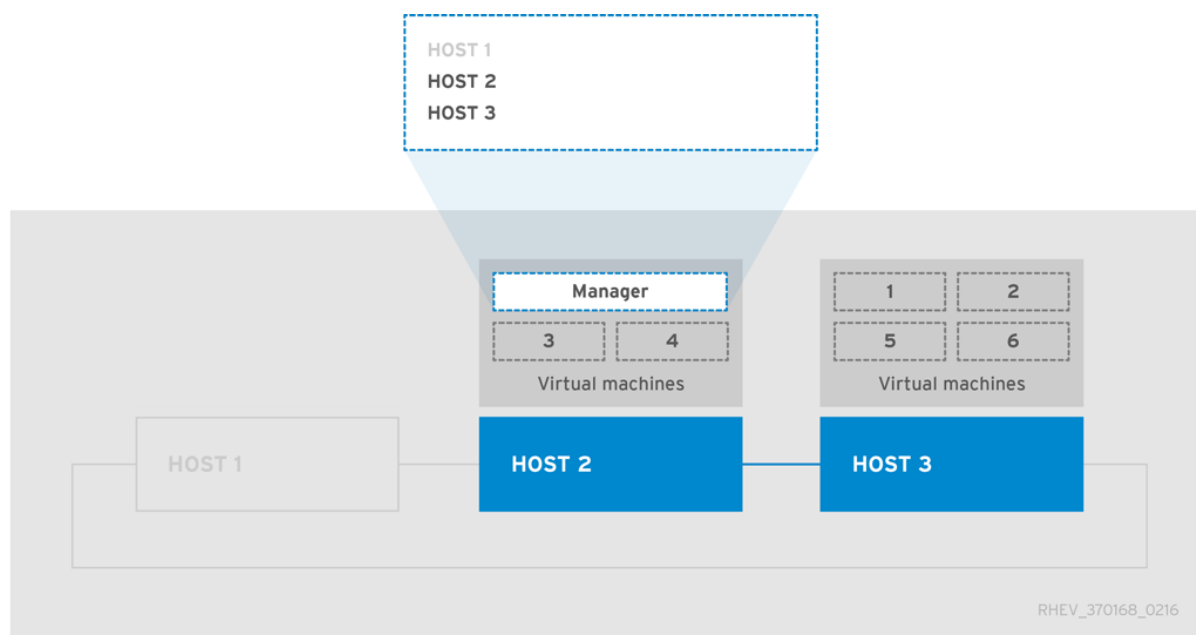 HOST 1
HOST 2
HOST 3
Manager
3 4
Virtual machines
1 2
5 6
Virtual machines
HOST 1
HOST 2
HOST 3
RHEV_370168_0216